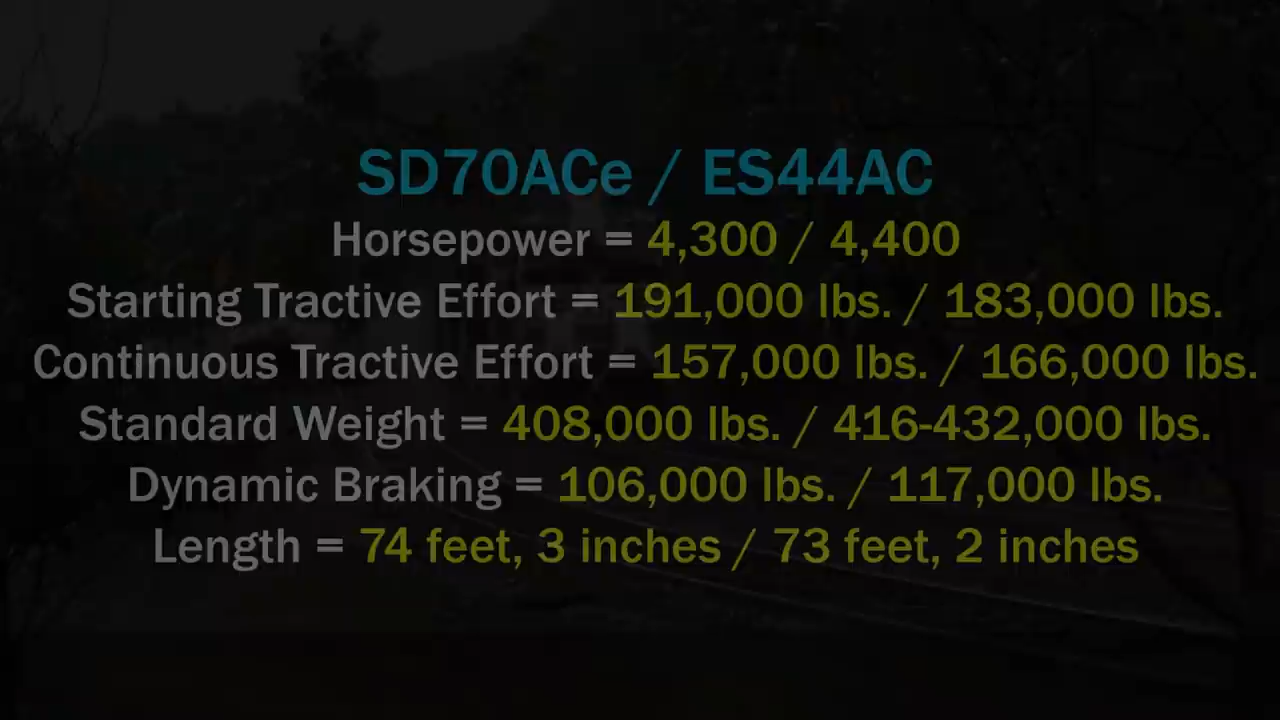 SD70ACe / ES44AC
Horsepower = 4,300 / 4,400
Starting Tractive Effort = 191,000 lbs. / 183,000 lbs.
Continuous Tractive Effort = 157,000 lbs. / 166,000 lbs.
Standard Weight = 408,000 lbs. / 416-432,000 lbs.
Dynamic Braking = 106,000 lbs. / 117,000 lbs.
Length = 74 feet, 3 inches / 73 feet, 2 inches